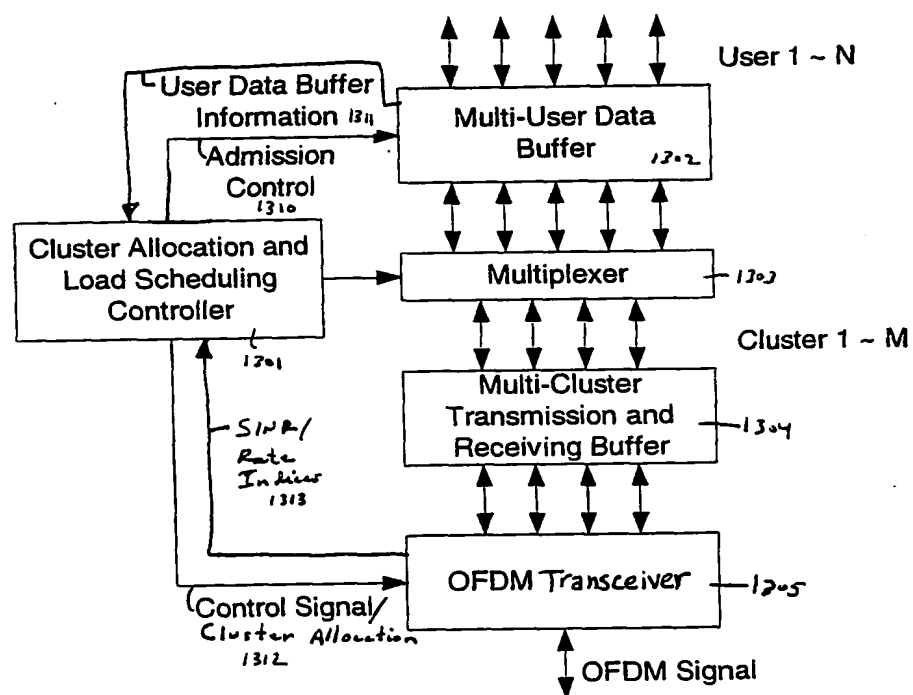 User 1 ~ N
User Data Buffer
Information 1311
Multi-User Data
Buffer
1302
Admission
Control
1310
Cluster Allocation and
Load Scheduling
Controller
1301
Multiplexer
1303
Cluster 1 ~ M
Multi-Cluster
Transmission and
Receiving Buffer
1304
SINR/
Rate
Indices
1313
OFDM Transceiver
1305
Control Signal/
Cluster Allocation
1312
OFDM Signal